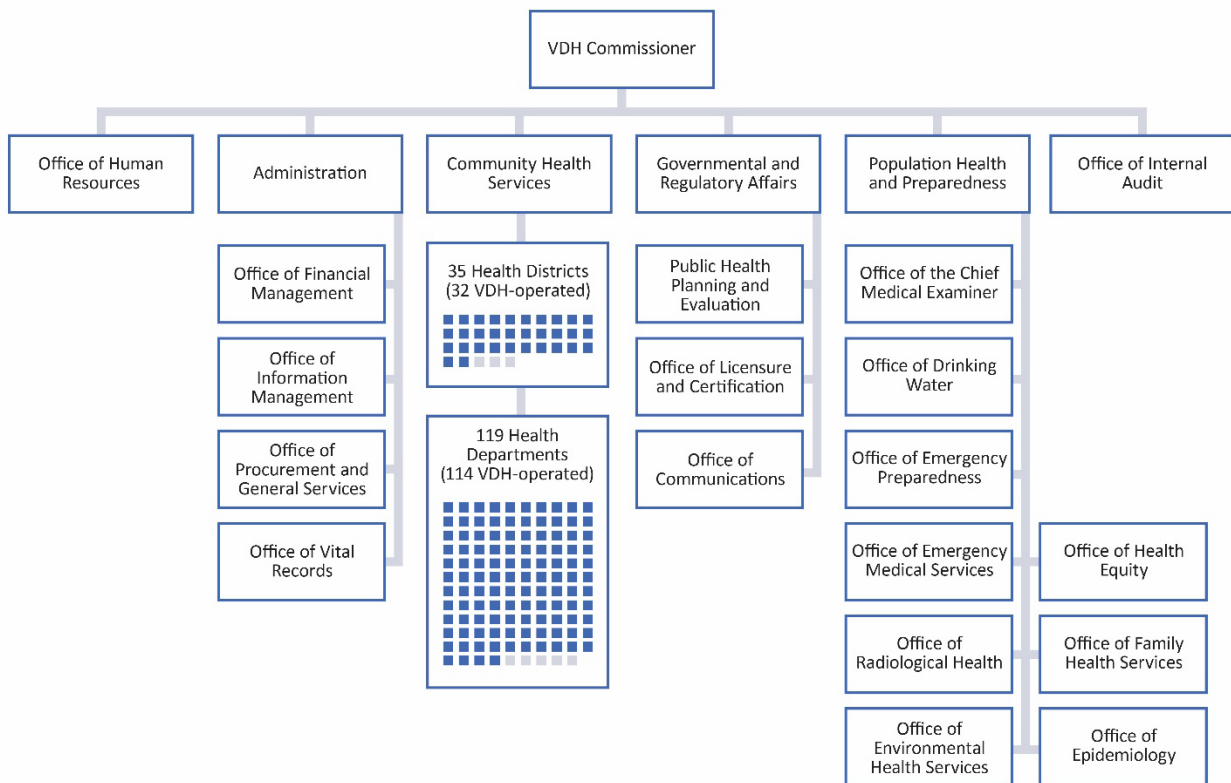 VDH Commissioner
Office of Human
Resources
Administration
Community Health
Services
Governmental and
Regulatory Affairs
Population Health
and Preparedness
Office of Internal
Audit
Office of Financial
Management
Office of
Information
Management
Office of
Procurement and
General Services
Office of Vital
Records
35 Health Districts
(32 VDH-operated)
119 Health
Departments
(114 VDH-operated)
Public Health
Planning and
Evaluation
Office of Licensure
and Certification
Office of
Communications
Office of the Chief
Medical Examiner
Office of Drinking
Water
Office of Emergency
Preparedness
Office of Emergency
Medical Services
Office of Health
Equity
Office of
Radiological Health
Office of Family
Health Services
Office of
Environmental
Health Services
Office of
Epidemiology